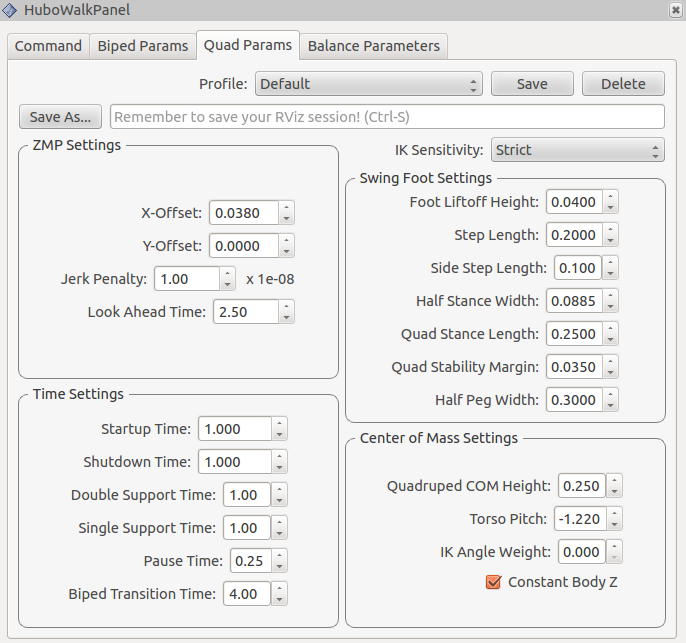 HuboWalkPanel
Command Biped Params Quad Params Balance Parameters
Profile: Default Save Delete
Save As... Remember to save your RViz session! (Ctrl-S)
ZMP Settings
X-Offset: 0.0380
Y-Offset: 0.0000
Jerk Penalty: 1.00 x 1e-08
Look Ahead Time: 2.50
Time Settings
Startup Time: 1.000
Shutdown Time: 1.000
Double Support Time: 1.00
Single Support Time: 1.00
Pause Time: 0.25
Biped Transition Time: 4.00
IK Sensitivity: Strict
Swing Foot Settings
Foot Liftoff Height: 0.0400
Step Length: 0.2000
Side Step Length: 0.100
Half Stance Width: 0.0885
Quad Stance Length: 0.2500
Quad Stability Margin: 0.0350
Half Peg Width: 0.3000
Center of Mass Settings
Quadruped COM Height: 0.250
Torso Pitch: -1.220
IK Angle Weight: 0.000
Constant Body Z